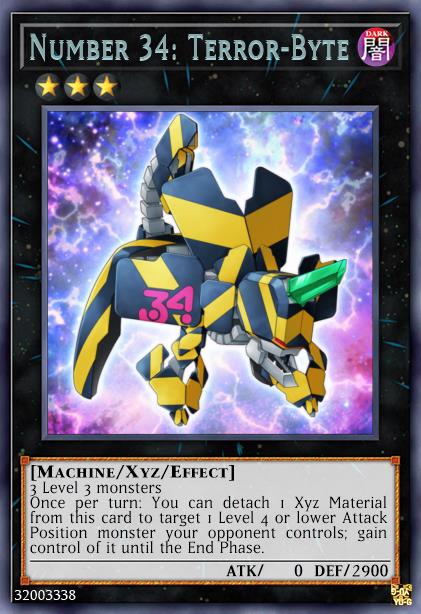 Number 34: Terror-Byte
DARK
闇
34
[Machine/Xyz/Effect]
3 Level 3 monsters
Once per turn: You can detach 1 Xyz Material
from this card to target 1 Level 4 or lower Attack
Position monster your opponent controls; gain
control of it until the End Phase.
ATK/ 0 DEF/2900
32003338